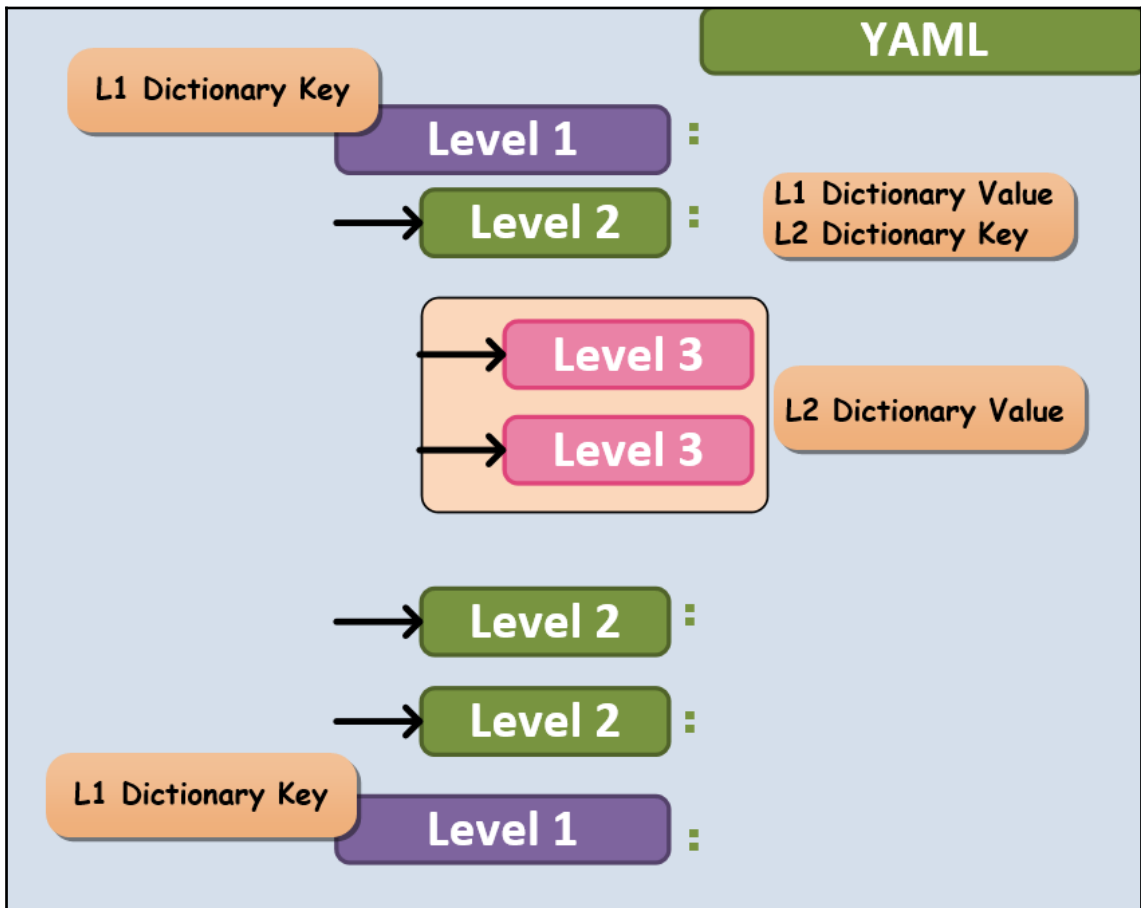 YAML
L1 Dictionary Key
Level 1 :
Level 2 :
L1 Dictionary Value
L2 Dictionary Key
Level 3
Level 3
L2 Dictionary Value
Level 2 :
Level 2 :
L1 Dictionary Key
Level 1 :